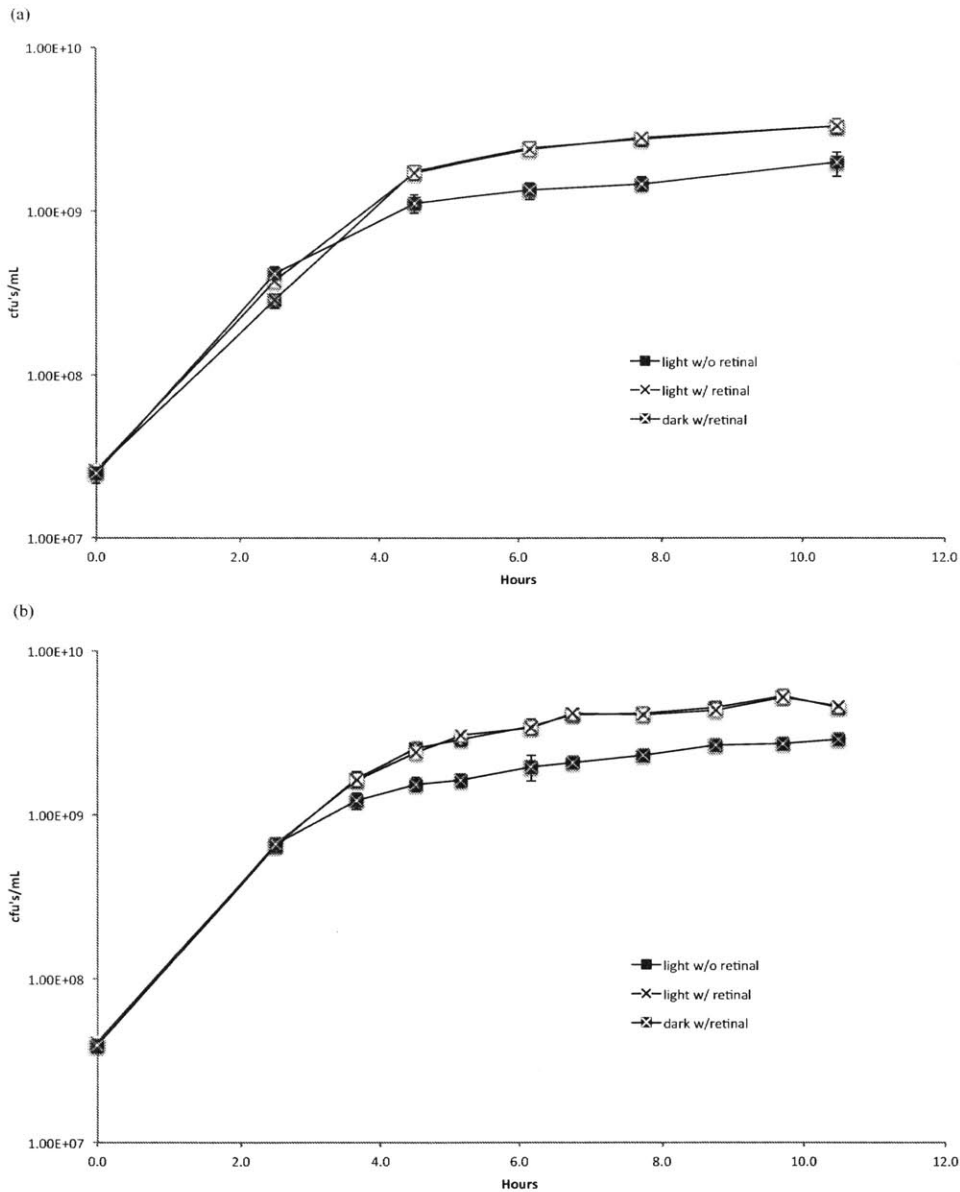 (a)
1.00E+10
1.00E+09
1.00E+08
1.00E+07
cfu's/mL
0.0 2.0 4.0 6.0 8.0 10.0 12.0
Hours
light w/o retinal
light w/ retinal
dark w/retinal
(b)
1.00E+10
1.00E+09
1.00E+08
1.00E+07
cfu's/mL
0.0 2.0 4.0 6.0 8.0 10.0 12.0
Hours
light w/o retinal
light w/ retinal
dark w/retinal